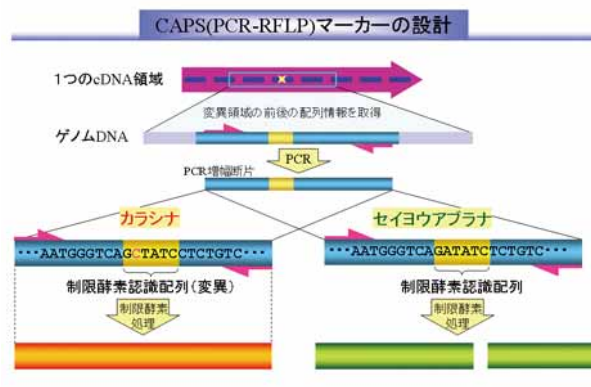 CAPS(PCR-RFLP)マーカーの設計
1つのcDNA領域
変異領域の前後の配列情報を取得
ゲノムDNA
PCR
PCR増幅断片
カラシナ
セイヨウアブラナ
･･･AATGGGTCAGCTATCCTCTGTC･･･
･･･AATGGGTCAGATATCTCTGTC･･･
制限酵素認識配列(変異)
制限酵素認識配列
制限酵素
処理
制限酵素
処理